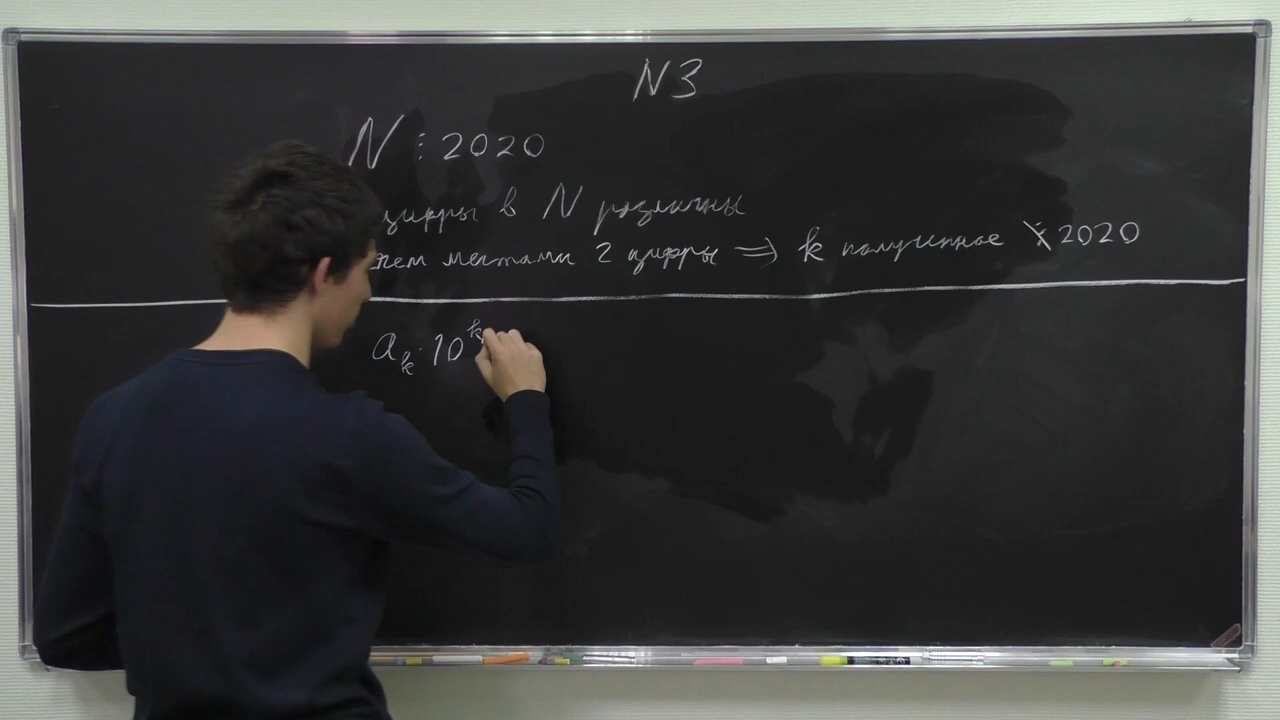 N3
N ⋮ 2020
цифры в N различны
местами 2 цифры ⇒ k полученное ⋮̸ 2020
a_k · 10^k